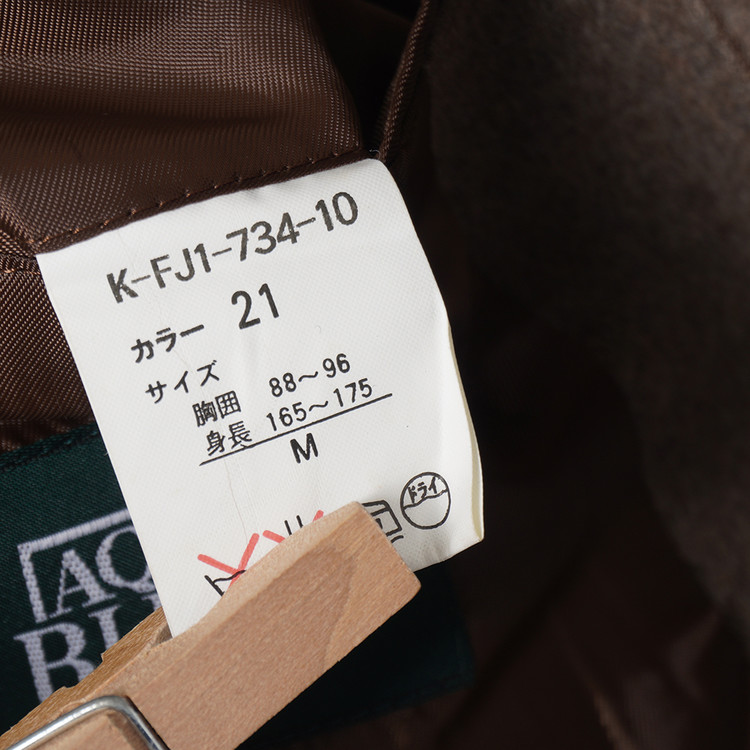 K-FJ1-734-10
カラー 21
サイズ
胸囲 88～96
身長 165～175
M
ドライ